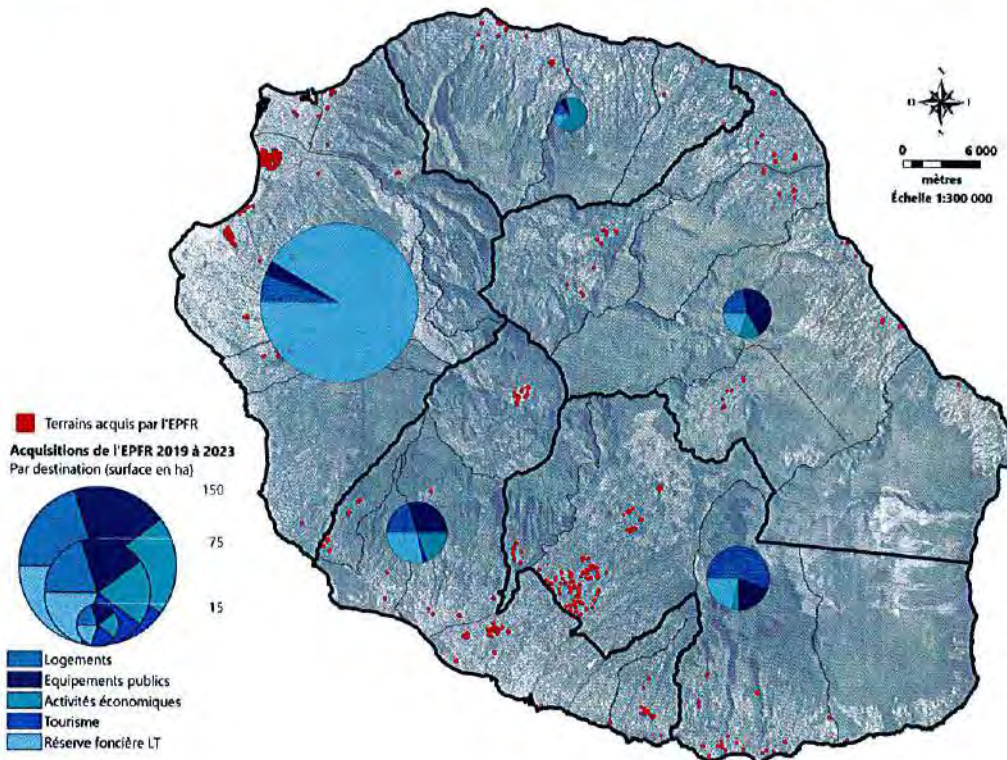 0 6 000
mètres
Échelle 1:300 000
Terrains acquis par l'EPFR
Acquisitions de l'EPFR 2019 à 2023
Par destination (surface en ha)
150
75
15
Logements
Equipements publics
Activités économiques
Tourisme
Réserve foncière LT